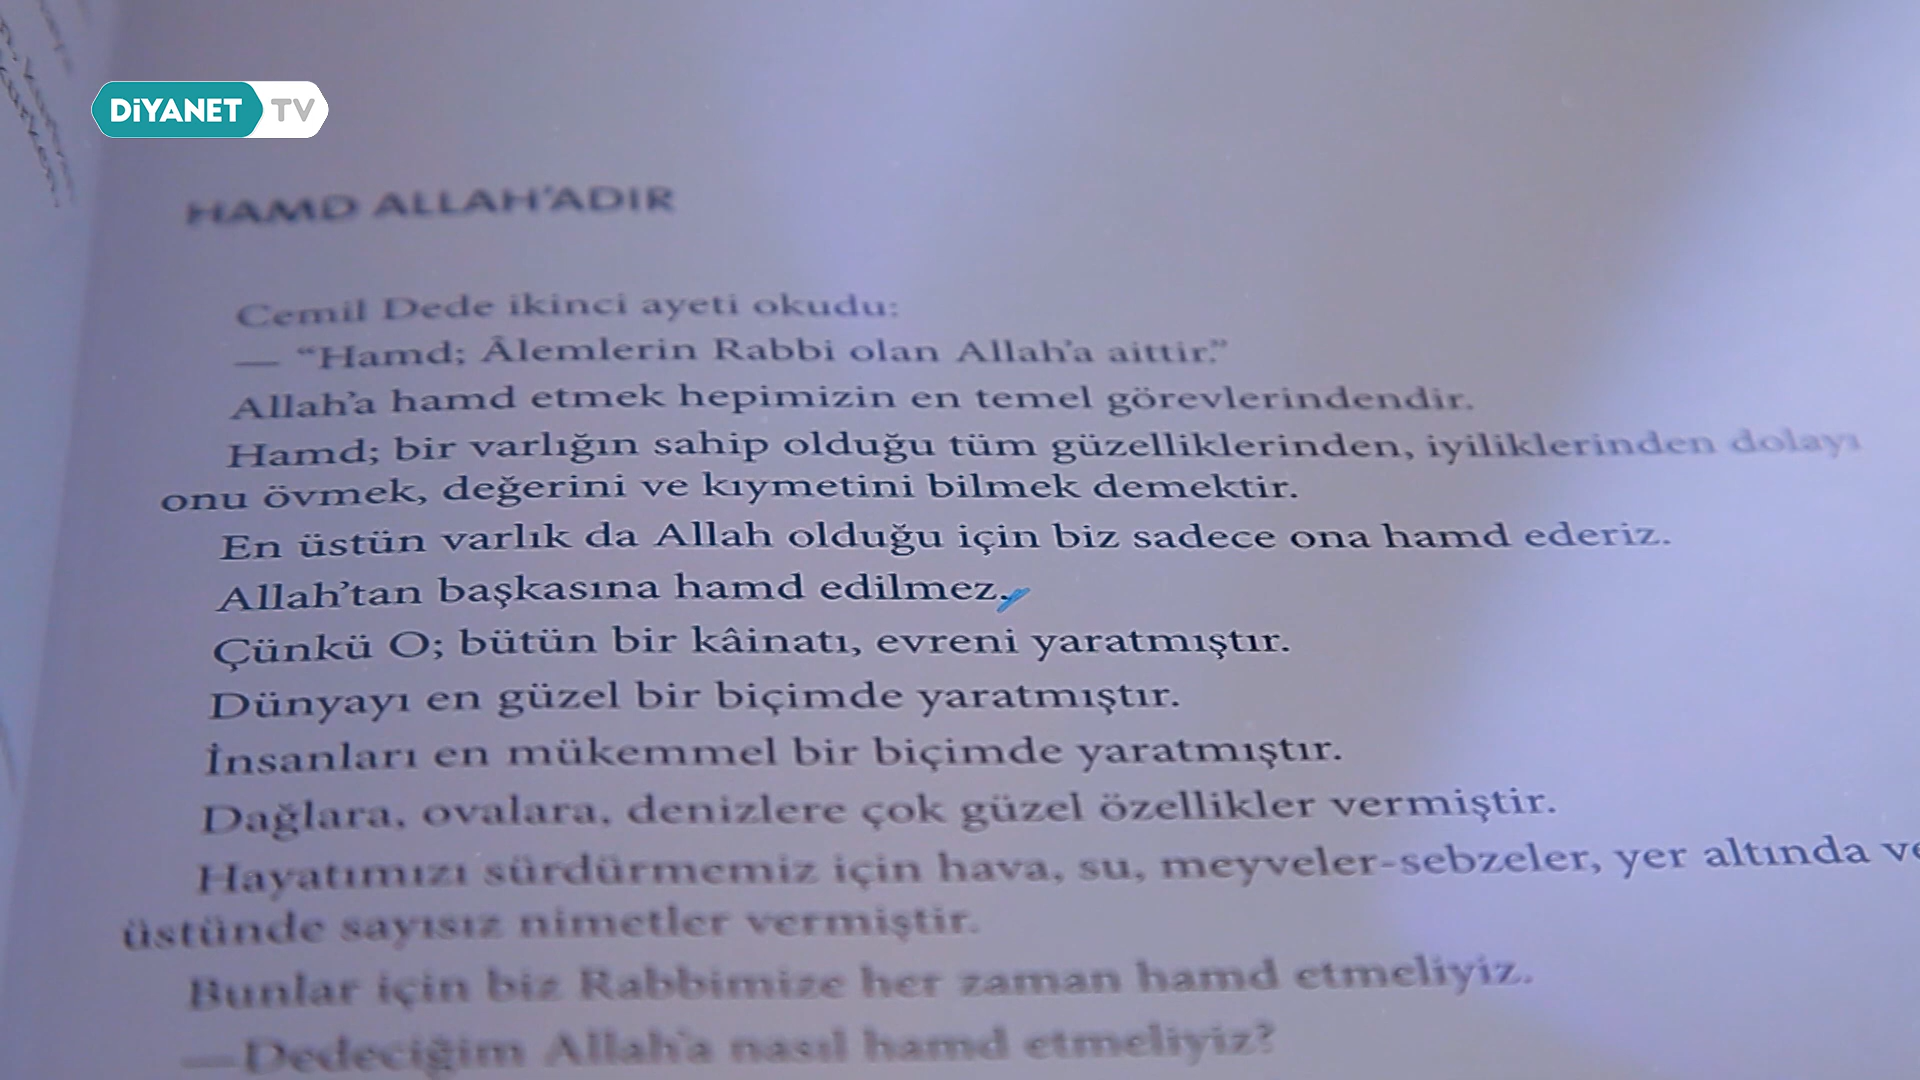 DiYANET TV
HAMD ALLAH'ADIR
Cemil Dede ikinci ayeti okudu:
— "Hamd; Âlemlerin Rabbi olan Allah'a aittir."
Allah'a hamd etmek hepimizin en temel görevlerindendir.
Hamd; bir varlığın sahip olduğu tüm güzelliklerinden, iyiliklerinden dolayı
onu övmek, değerini ve kıymetini bilmek demektir.
En üstün varlık da Allah olduğu için biz sadece ona hamd ederiz.
Allah'tan başkasına hamd edilmez.
Çünkü O; bütün bir kâinatı, evreni yaratmıştır.
Dünyayı en güzel bir biçimde yaratmıştır.
İnsanları en mükemmel bir biçimde yaratmıştır.
Dağlara, ovalara, denizlere çok güzel özellikler vermiştir.
Hayatımızı sürdürmemiz için hava, su, meyveler-sebzeler, yer altında ve
üstünde sayısız nimetler vermiştir.
Bunlar için biz Rabbimize her zaman hamd etmeliyiz.
—Dedeciğim Allah'a nasıl hamd etmeliyiz?